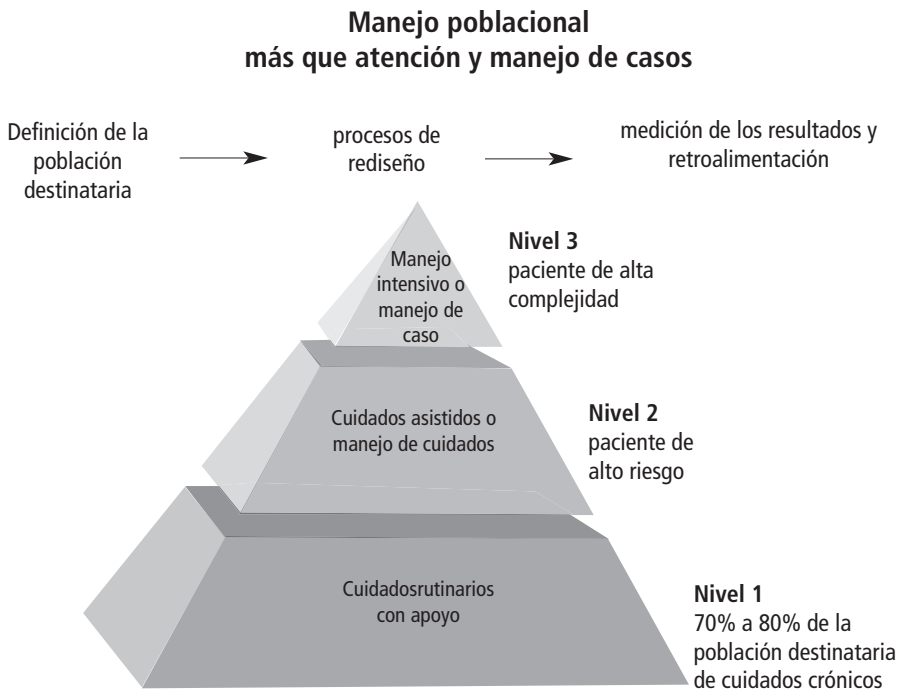 Manejo poblacional
más que atención y manejo de casos
Definición de la
población
destinataria
procesos de
rediseño
medición de los resultados y
retroalimentación
Manejo
intensivo o
manejo de
caso
Nivel 3
paciente de alta
complejidad
Cuidados asistidos o
manejo de cuidados
Nivel 2
paciente de
alto riesgo
Cuidadosrutinarios
con apoyo
Nivel 1
70% a 80% de la
población destinataria
de cuidados crónicos